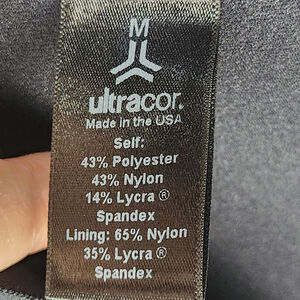 M
ultracor.
Made in the USA
Self:
43% Polyester
43% Nylon
14% Lycra ®
Spandex
Lining: 65% Nylon
35% Lycra ®
Spandex